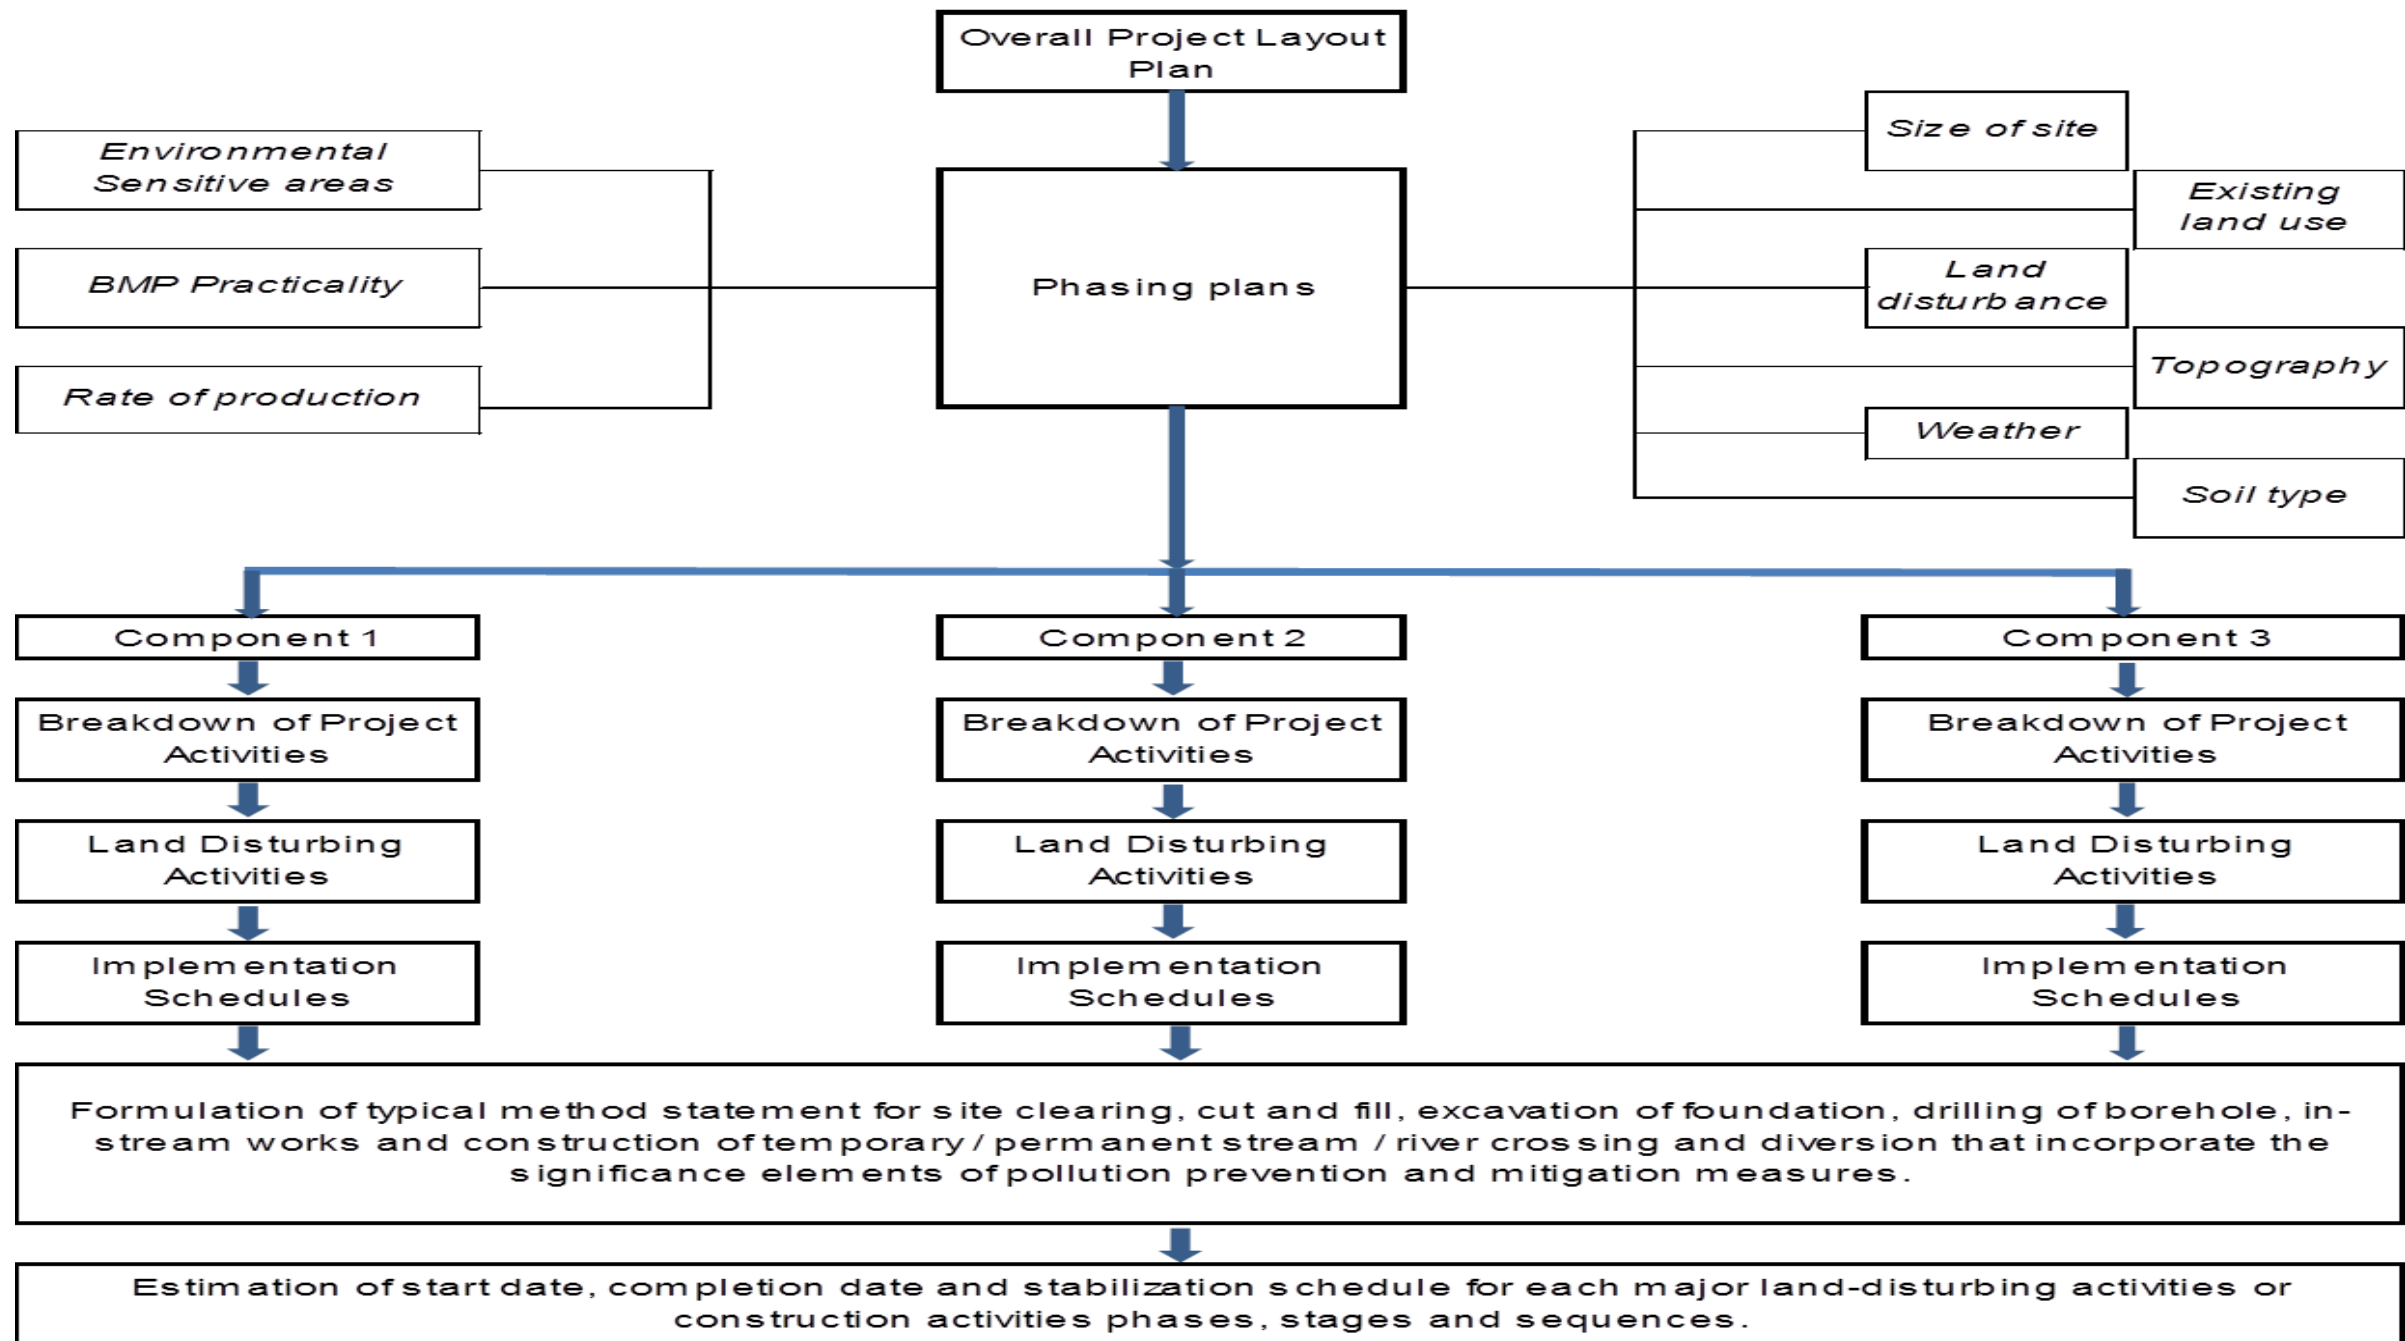 Overall Project Layout
Plan
Environmental
Sensitive areas
BMP Practicality
Rate of production
Phasing plans
Size of site
Existing
land use
Land
disturbance
Topography
Weather
Soil type
Component 1
Breakdown of Project
Activities
Land Disturbing
Activities
Implementation
Schedules
Component 2
Breakdown of Project
Activities
Land Disturbing
Activities
Implementation
Schedules
Component 3
Breakdown of Project
Activities
Land Disturbing
Activities
Implementation
Schedules
Formulation of typical method statement for site clearing, cut and fill, excavation of foundation, drilling of borehole, in-
stream works and construction of temporary / permanent stream / river crossing and diversion that incorporate the
significance elements of pollution prevention and mitigation measures.
Estimation of start date, completion date and stabilization schedule for each major land-disturbing activities or
construction activities phases, stages and sequences.